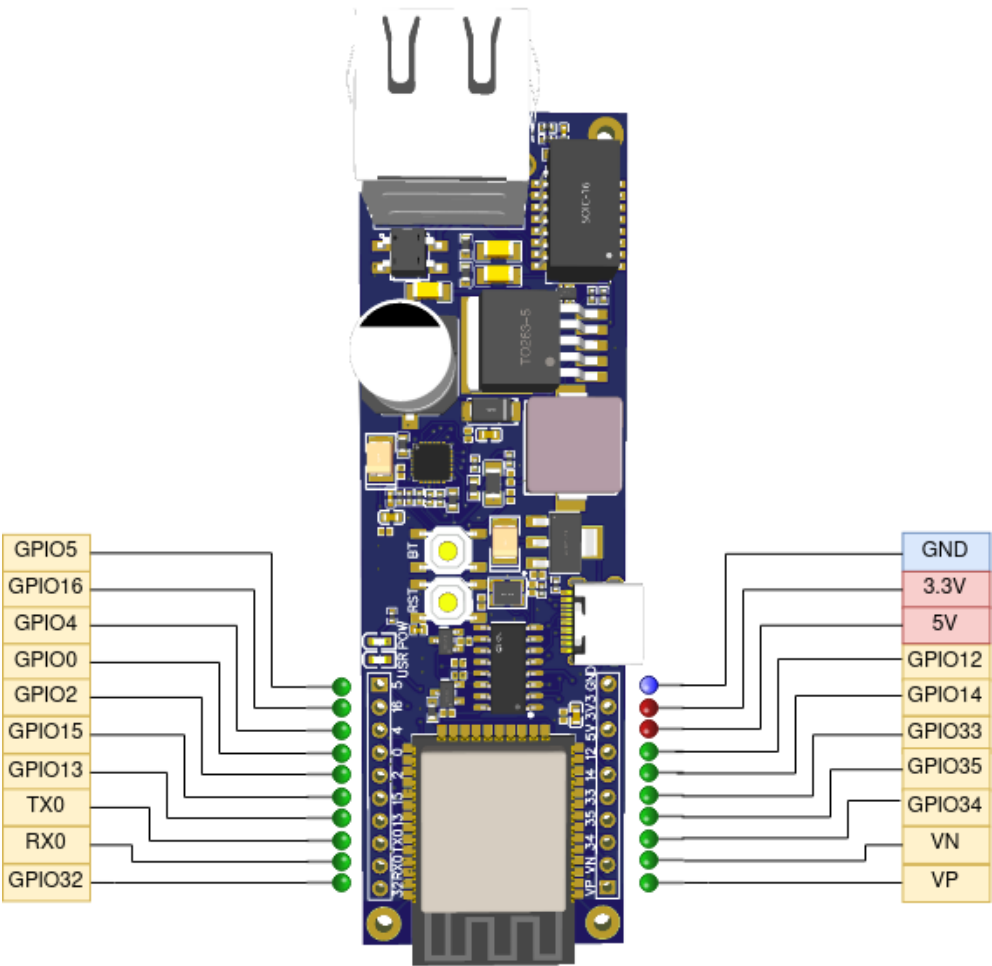 SOIC-16
TO263-5
BT
RST
USR POW
GPIO5
GPIO16
GPIO4
GPIO0
GPIO2
GPIO15
GPIO13
TX0
RX0
GPIO32
5
16
4
0
2
15
13
TX0
RX0
32
GND
3V3
5V
12
14
33
35
34
VN
VP
GND
3.3V
5V
GPIO12
GPIO14
GPIO33
GPIO35
GPIO34
VN
VP